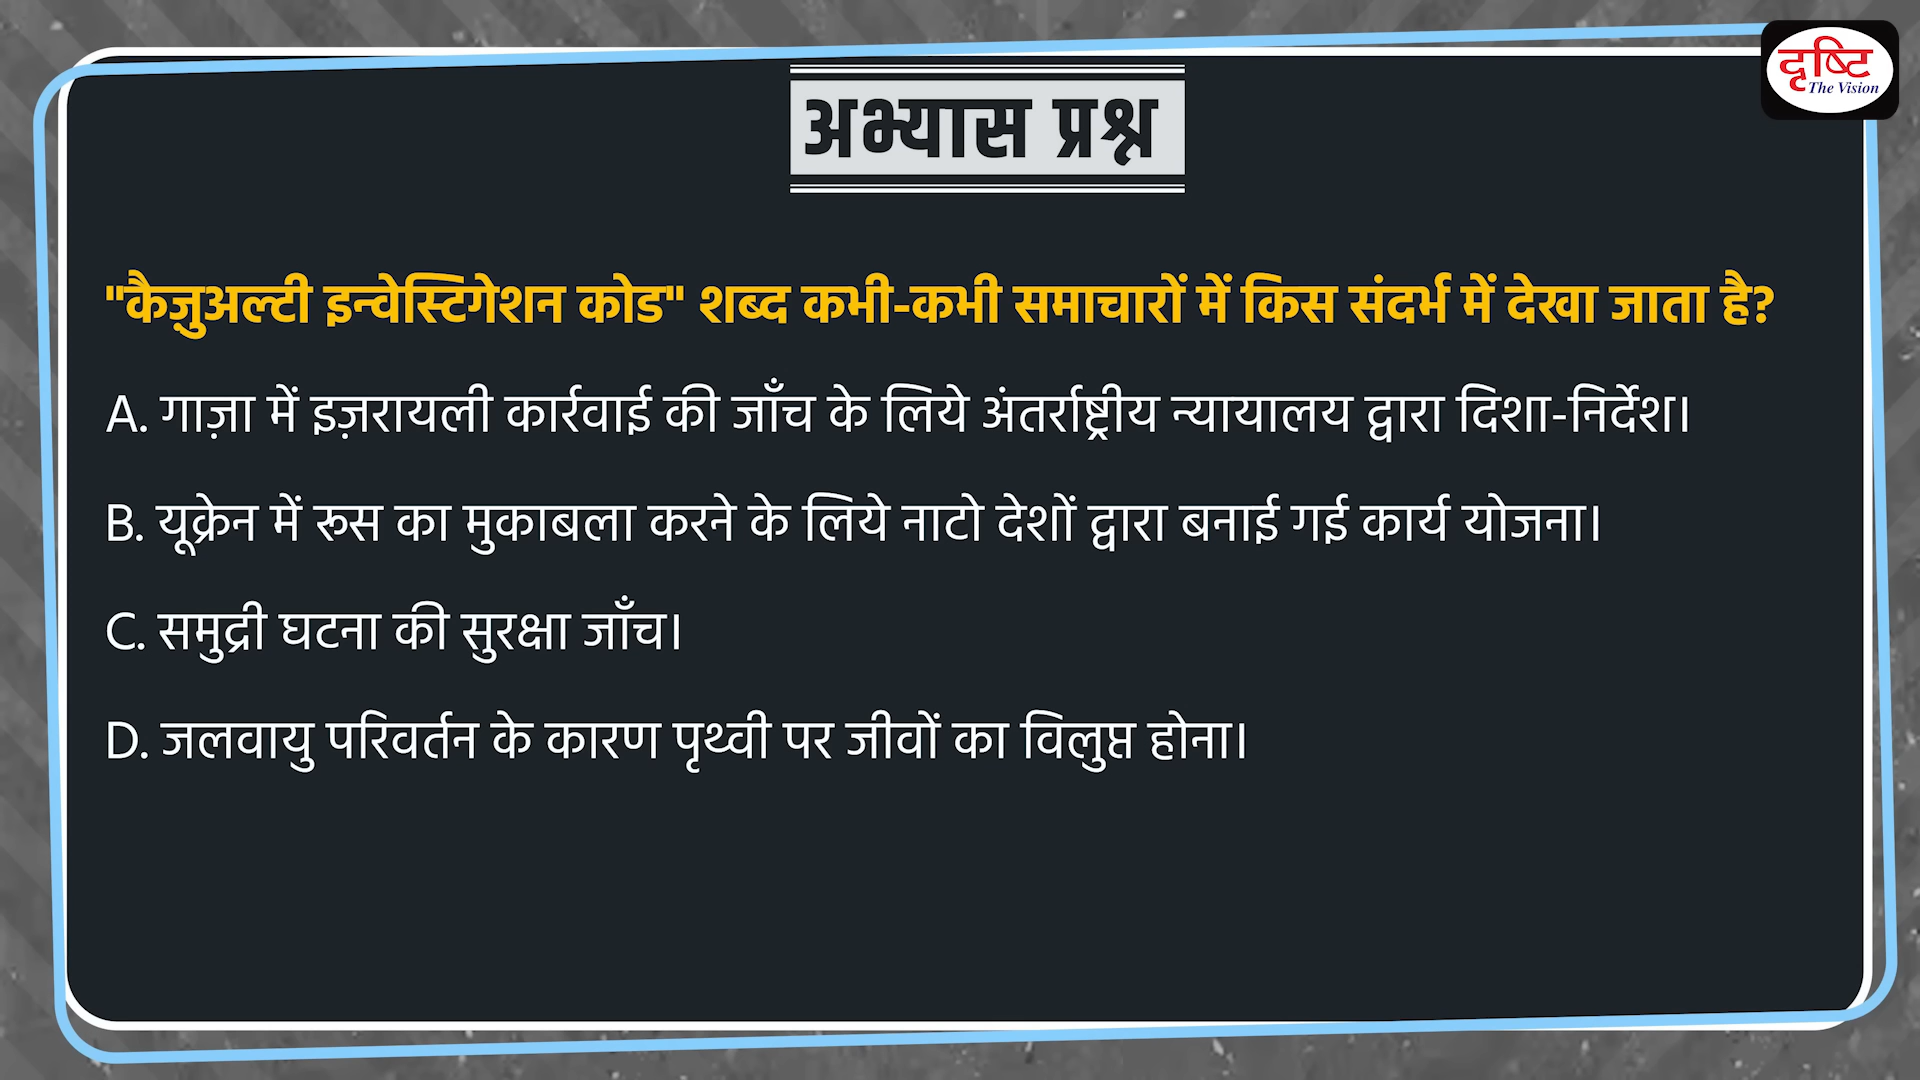 दृष्टि
The Vision
अभ्यास प्रश्न
"कैज़ुअल्टी इन्वेस्टिगेशन कोड" शब्द कभी-कभी समाचारों में किस संदर्भ में देखा जाता है?
A. गाज़ा में इज़रायली कार्रवाई की जाँच के लिये अंतर्राष्ट्रीय न्यायालय द्वारा दिशा-निर्देश।
B. यूक्रेन में रूस का मुकाबला करने के लिये नाटो देशों द्वारा बनाई गई कार्य योजना।
C. समुद्री घटना की सुरक्षा जाँच।
D. जलवायु परिवर्तन के कारण पृथ्वी पर जीवों का विलुप्त होना।